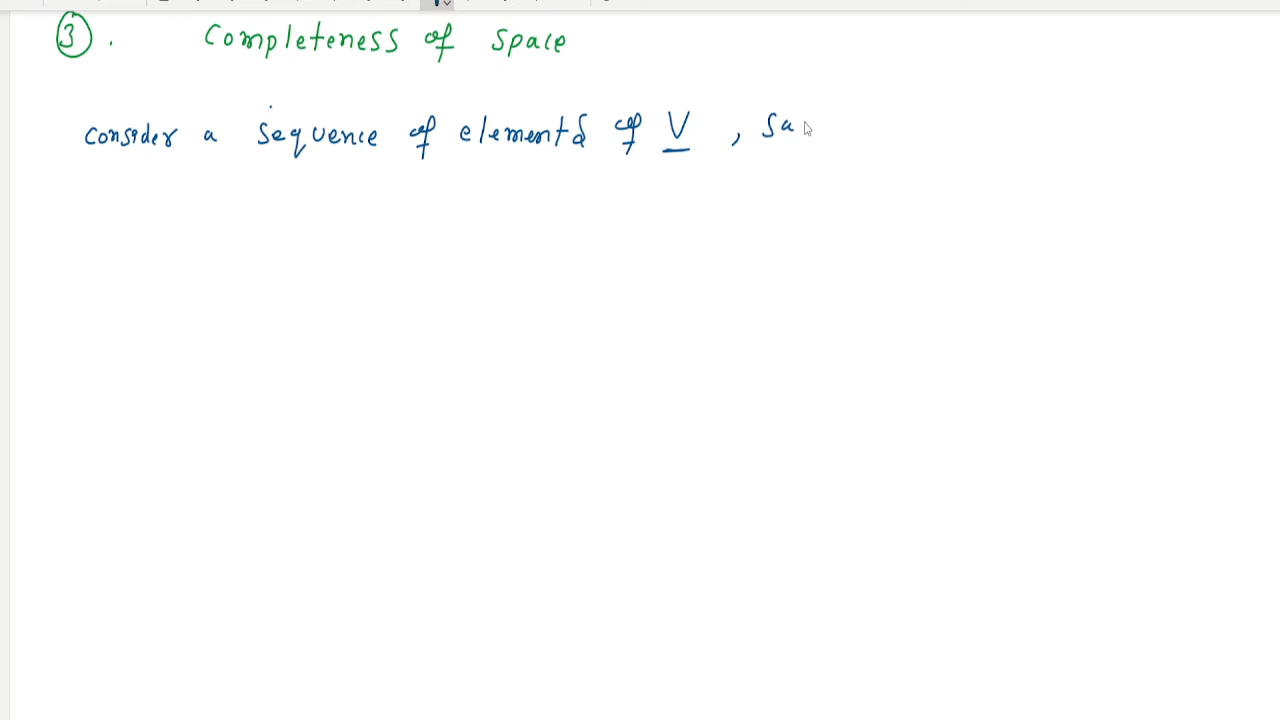 3. Completeness of space
consider a sequence of elements of V , sa